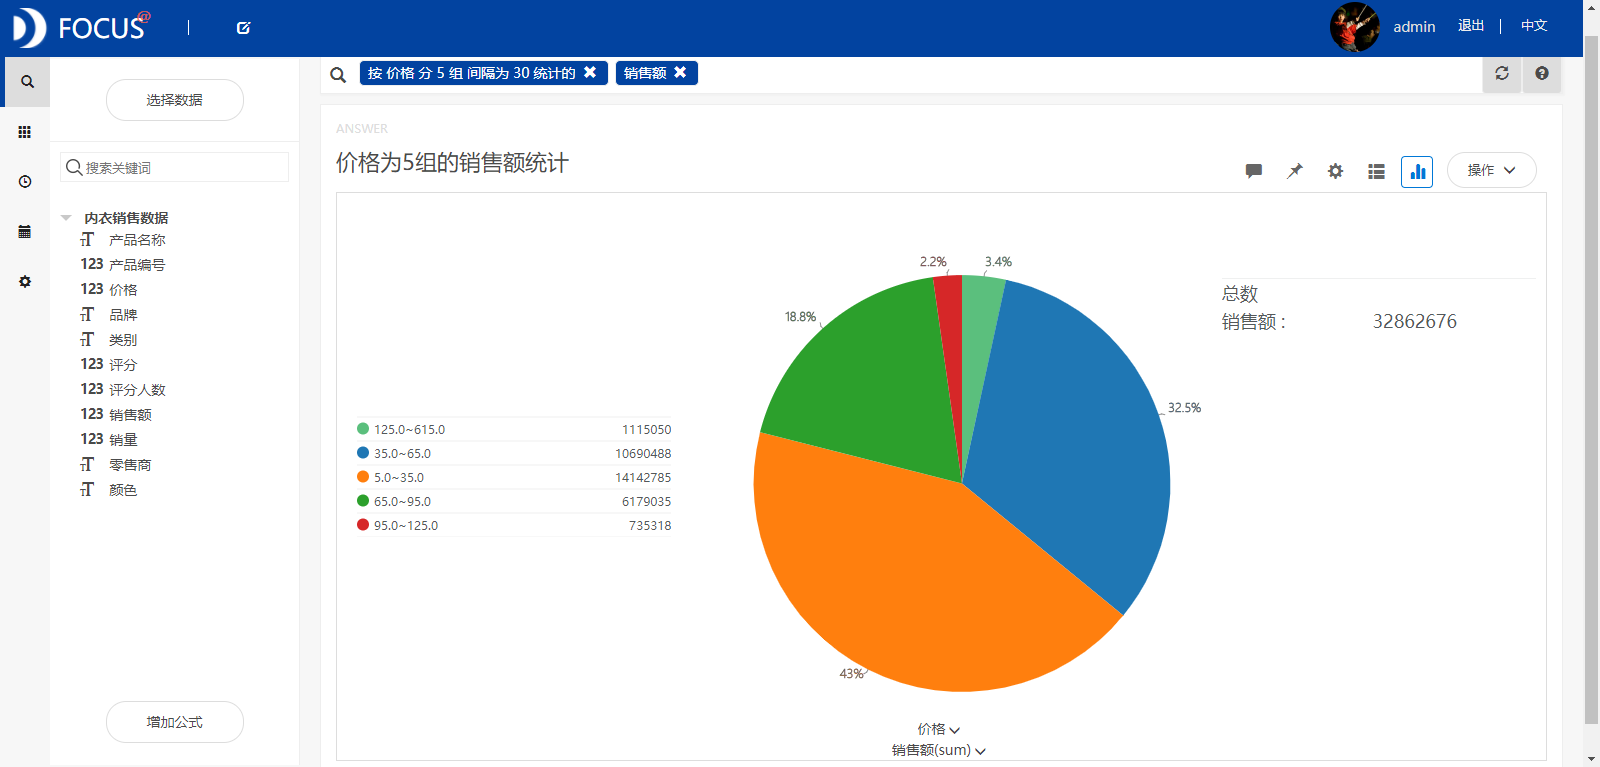 FOCUS@
admin 退出 中文
按 价格 分 5 组 间隔为 30 统计的 ✖ 销售额 ✖
选择数据
搜索关键词
内衣销售数据
TT 产品名称
123 产品编号
123 价格
TT 品牌
TT 类别
123 评分
123 评分人数
123 销售额
123 销量
TT 零售商
TT 颜色
增加公式
ANSWER
价格为5组的销售额统计
操作
125.0~615.0 1115050
35.0~65.0 10690488
5.0~35.0 14142785
65.0~95.0 6179035
95.0~125.0 735318
2.2%
3.4%
18.8%
32.5%
43%
价格
销售额(sum)
总数
销售额 : 32862676